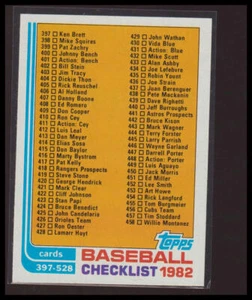 397 Ken Brett
398 Mike Squires
399 Pat Zachry
400 Johnny Bench
401 Action: Bench
402 Bill Stein
403 Jim Tracy
404 Dickie Thon
405 Rick Reuschel
406 Al Holland
407 Danny Boone
408 Ed Romero
409 Don Cooper
410 Ron Cey
411 Action: Cey
412 Luis Leal
413 Dan Meyer
414 Elias Sosa
415 Don Baylor
416 Marty Bystrom
417 Pat Kelly
418 Rangers Prospects
419 Steve Stone
420 George Hendrick
421 Mark Clear
422 Cliff Johnson
423 Stan Papi
424 Bruce Benedict
425 John Candelaria
426 Orioles Team
427 Ron Oester
428 Lamarr Hoyt
429 John Wathan
430 Vida Blue
431 Action: Blue
432 Mike Scott
433 Alan Ashby
434 Joe Lefebvre
435 Robin Yount
436 Joe Strain
437 Juan Berenguer
438 Pete Mackanin
439 Dave Righetti
440 Jeff Burroughs
441 Astros Prospects
442 Bruce Kison
443 Mark Wagner
444 Terry Forster
445 Larry Parrish
446 Wayne Garland
447 Darrell Porter
448 Action: Porter
449 Luis Aguayo
450 Jack Morris
451 Ed Miller
452 Lee Smith
453 Art Howe
454 Rick Langford
455 Tom Burgmeier
456 Cubs Team
457 Tim Stoddard
458 Willie Montanez
Topps
cards
397-528
BASEBALL
CHECKLIST 1982